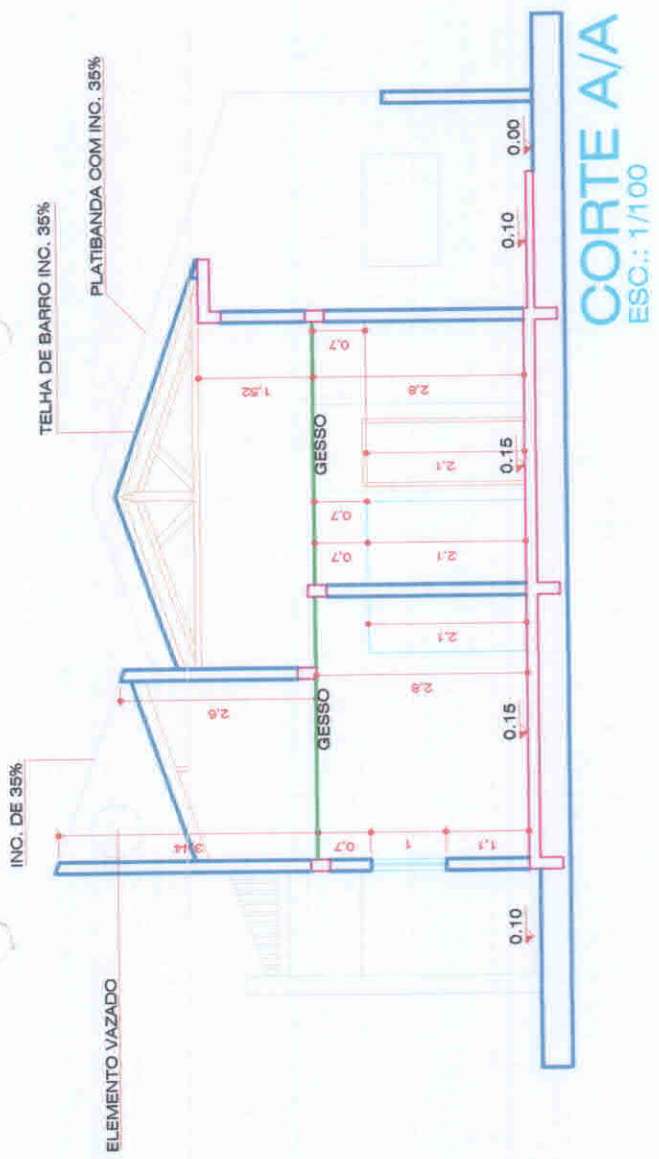 INC. DE 35%
ELEMENTO VAZADO
TELHA DE BARRO INC. 35%
PLATIBANDA COM INC. 35%
3,44
2,6
1,52
GESSO
GESSO
0,7
1
1,1
2,8
2,1
0,7
2,1
0,7
2,1
0,7
2,8
0.10
0.15
0.15
0.10
0.00
CORTE A/A
ESC.: 1/100